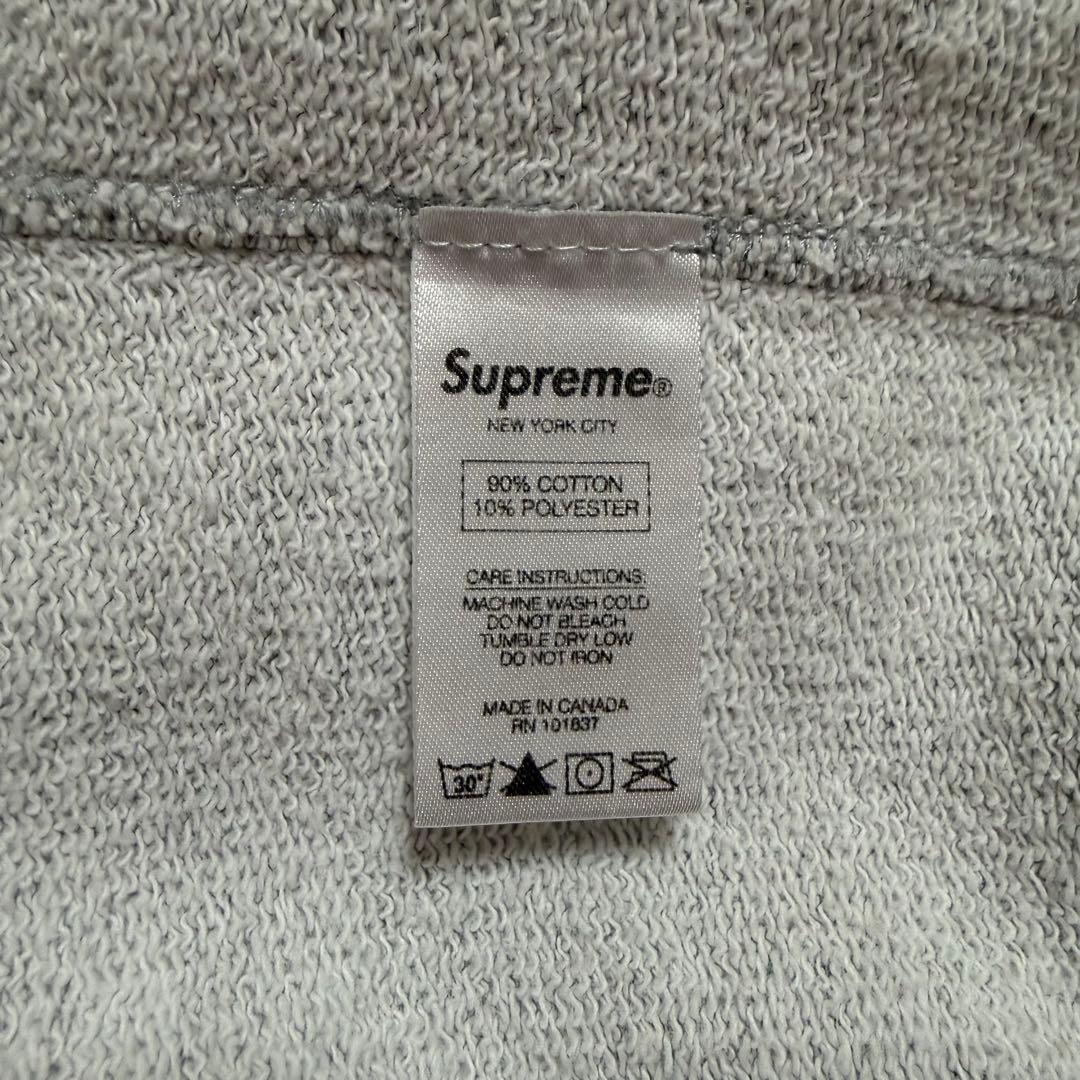 Supreme®
NEW YORK CITY
90% COTTON
10% POLYESTER
CARE INSTRUCTIONS:
MACHINE WASH COLD
DO NOT BLEACH
TUMBLE DRY LOW
DO NOT IRON
MADE IN CANADA
RN 101837
30°